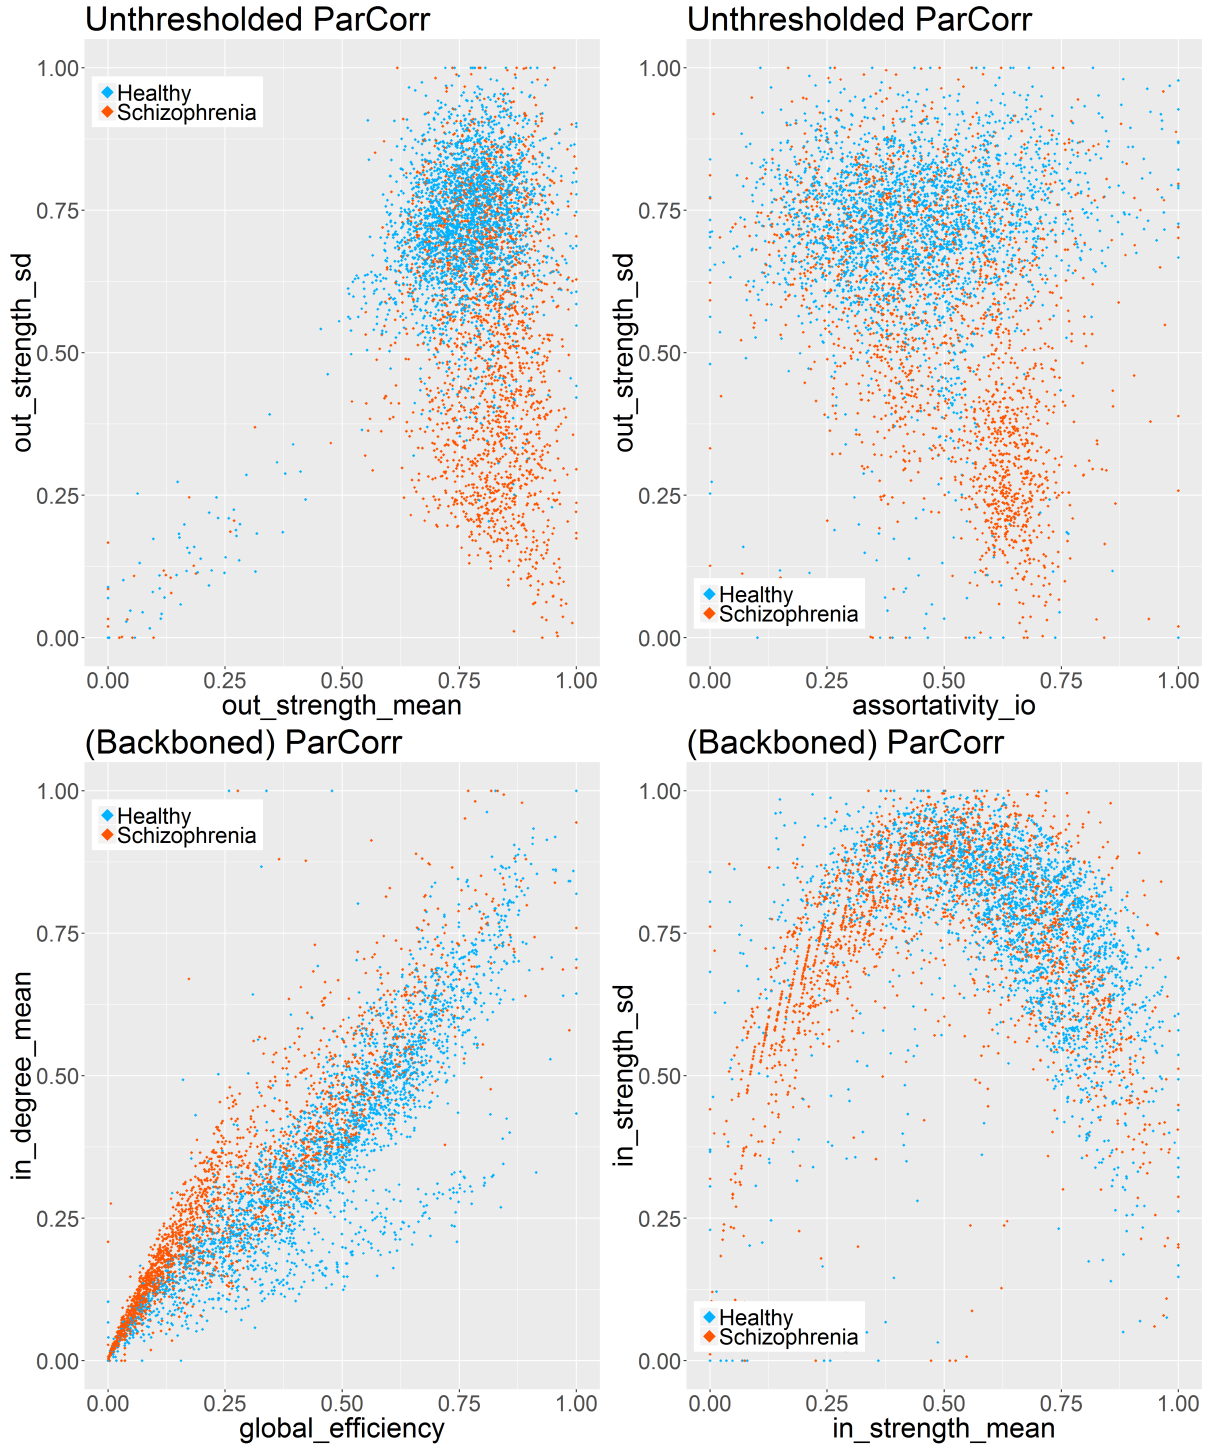 Unthresholded ParCorr
1.00
0.75
0.50
0.25
0.00
out_strength_sd
Healthy
Schizophrenia
0.00 0.25 0.50 0.75 1.00
out_strength_mean
Unthresholded ParCorr
1.00
0.75
0.50
0.25
0.00
out_strength_sd
Healthy
Schizophrenia
0.00 0.25 0.50 0.75 1.00
assortativity_io
(Backboned) ParCorr
1.00
0.75
0.50
0.25
0.00
in_degree_mean
Healthy
Schizophrenia
0.00 0.25 0.50 0.75 1.00
global_efficiency
(Backboned) ParCorr
1.00
0.75
0.50
0.25
0.00
in_strength_sd
Healthy
Schizophrenia
0.00 0.25 0.50 0.75 1.00
in_strength_mean